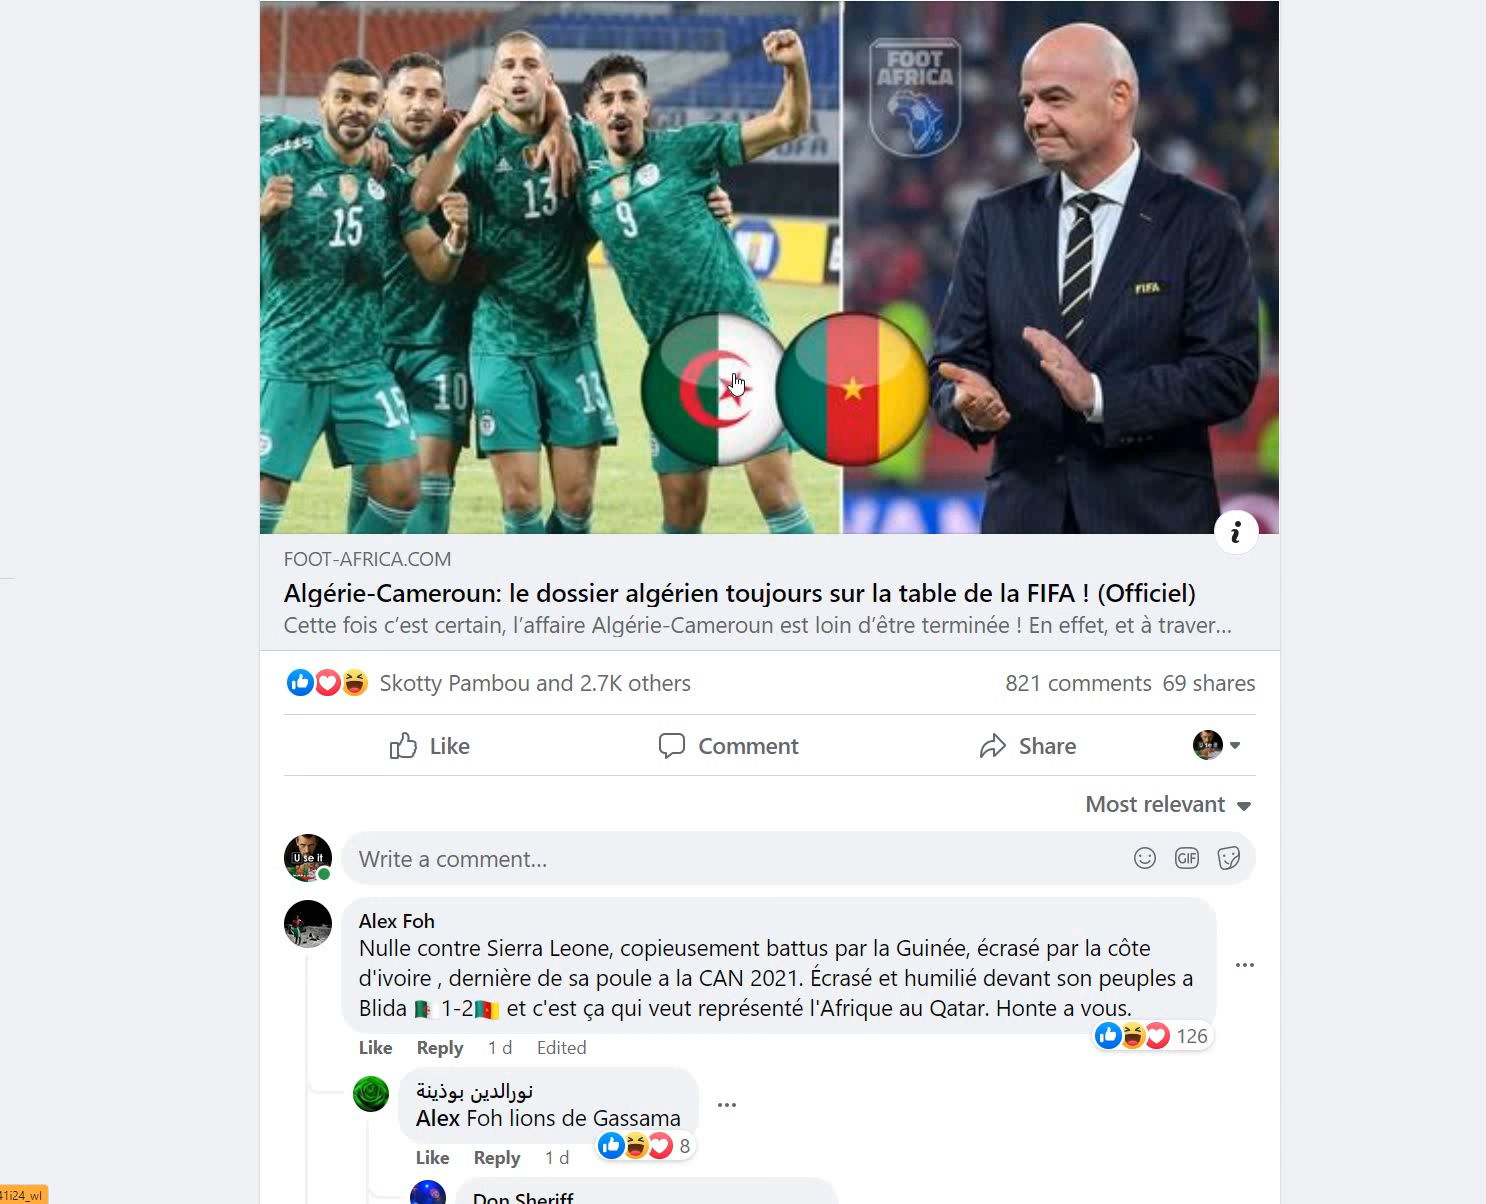 FOOT
AFRICA
15
13
9
10
15
13
FIFA
FOOT-AFRICA.COM
Algérie-Cameroun: le dossier algérien toujours sur la table de la FIFA ! (Officiel)
Cette fois c’est certain, l’affaire Algérie-Cameroun est loin d’être terminée ! En effet, et à traver...
Skotty Pambou and 2.7K others
821 comments 69 shares
Like Comment Share
Most relevant
U se it
Write a comment...
GIF
Alex Foh
Nulle contre Sierra Leone, copieusement battus par la Guinée, écrasé par la côte
d'ivoire , dernière de sa poule a la CAN 2021. Écrasé et humilié devant son peuples a
Blida 🇩🇿 1-2🇨🇲 et c'est ça qui veut représenté l'Afrique au Qatar. Honte a vous.
126
Like Reply 1 d Edited
نورالدين بوذينة
Alex Foh lions de Gassama
8
Like Reply 1 d
Don Sheriff
41i24_wl